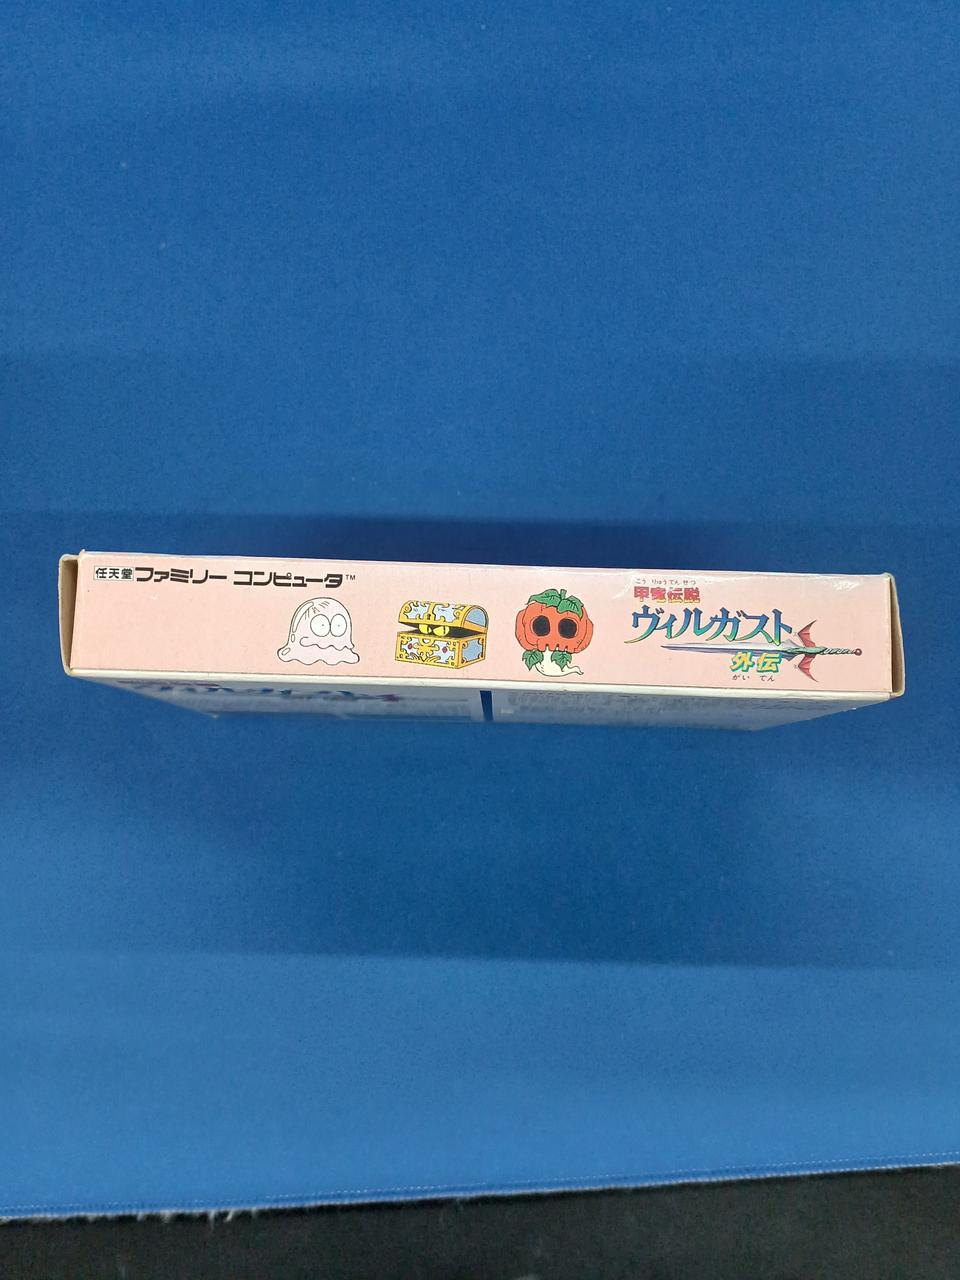 任天堂 ファミリー コンピュータ™
こうりゅうでんせつ
甲竜伝説
ヴィルガスト
外伝
がいでん